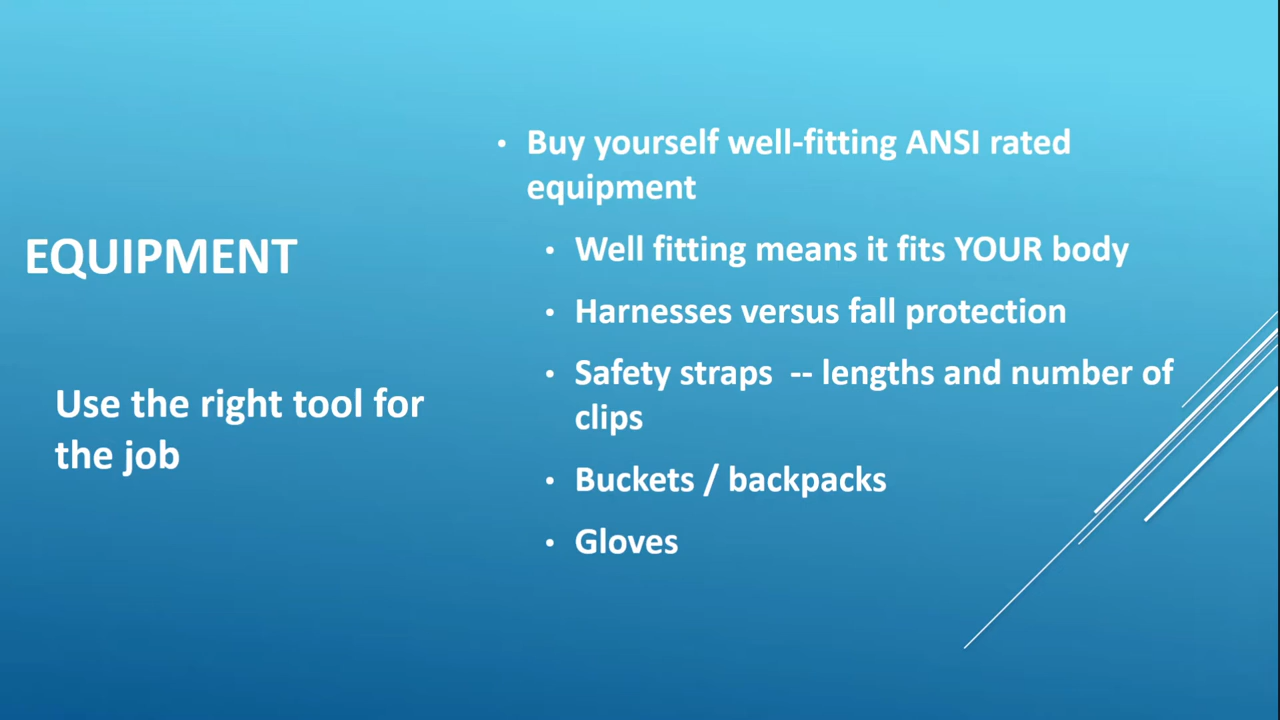 EQUIPMENT
Use the right tool for
the job
• Buy yourself well-fitting ANSI rated
equipment
• Well fitting means it fits YOUR body
• Harnesses versus fall protection
• Safety straps -- lengths and number of
clips
• Buckets / backpacks
• Gloves